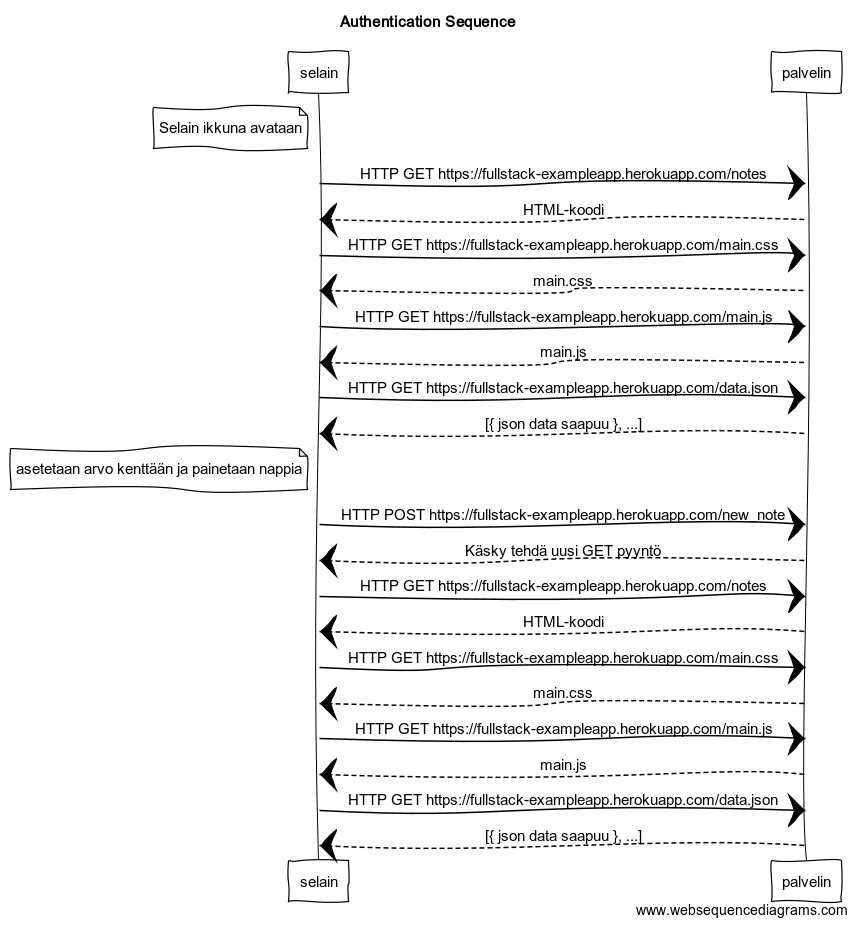 Authentication Sequence
selain
palvelin
Selain ikkuna avataan
HTTP GET https://fullstack-exampleapp.herokuapp.com/notes
HTML-koodi
HTTP GET https://fullstack-exampleapp.herokuapp.com/main.css
main.css
HTTP GET https://fullstack-exampleapp.herokuapp.com/main.js
main.js
HTTP GET https://fullstack-exampleapp.herokuapp.com/data.json
[{ json data saapuu }, ...]
asetetaan arvo kenttään ja painetaan nappia
HTTP POST https://fullstack-exampleapp.herokuapp.com/new_note
Käsky tehdä uusi GET pyyntö
HTTP GET https://fullstack-exampleapp.herokuapp.com/notes
HTML-koodi
HTTP GET https://fullstack-exampleapp.herokuapp.com/main.css
main.css
HTTP GET https://fullstack-exampleapp.herokuapp.com/main.js
main.js
HTTP GET https://fullstack-exampleapp.herokuapp.com/data.json
[{ json data saapuu }, ...]
selain
palvelin
www.websequencediagrams.com